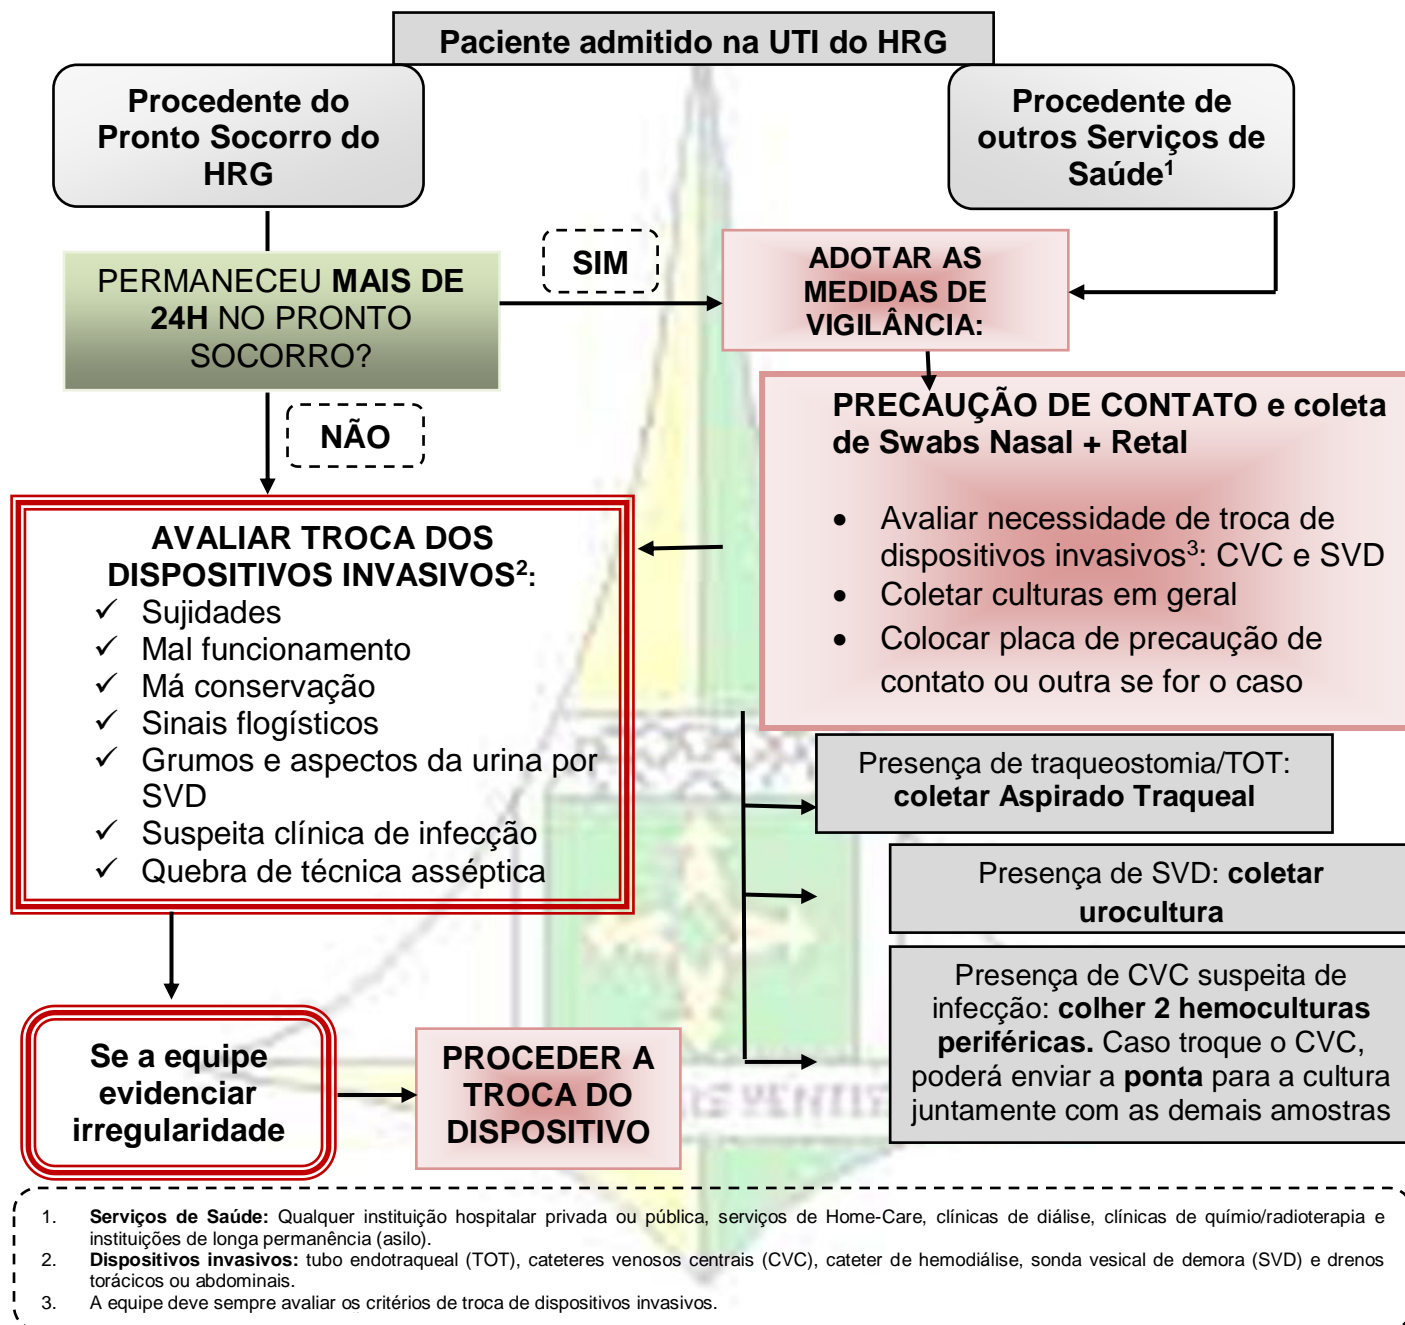 Paciente admitido na UTI do HRG
Procedente do
Pronto Socorro do
HRG
Procedente de
outros Serviços de
Saúde¹
PERMANECEU MAIS DE
24H NO PRONTO
SOCORRO?
SIM
NÃO
ADOTAR AS
MEDIDAS DE
VIGILÂNCIA:
PRECAUÇÃO DE CONTATO e coleta
de Swabs Nasal + Retal
• Avaliar necessidade de troca de
dispositivos invasivos³: CVC e SVD
• Coletar culturas em geral
• Colocar placa de precaução de
contato ou outra se for o caso
AVALIAR TROCA DOS
DISPOSITIVOS INVASIVOS²:
✓ Sujidades
✓ Mal funcionamento
✓ Má conservação
✓ Sinais flogísticos
✓ Grumos e aspectos da urina por
SVD
✓ Suspeita clínica de infecção
✓ Quebra de técnica asséptica
Presença de traqueostomia/TOT:
coletar Aspirado Traqueal
Presença de SVD: coletar
urocultura
Presença de CVC suspeita de
infecção: colher 2 hemoculturas
periféricas. Caso troque o CVC,
poderá enviar a ponta para a cultura
juntamente com as demais amostras
Se a equipe
evidenciar
irregularidade
PROCEDER A
TROCA DO
DISPOSITIVO
1. Serviços de Saúde: Qualquer instituição hospitalar privada ou pública, serviços de Home-Care, clínicas de diálise, clínicas de químio/radioterapia e
instituições de longa permanência (asilo).
2. Dispositivos invasivos: tubo endotraqueal (TOT), cateteres venosos centrais (CVC), cateter de hemodiálise, sonda vesical de demora (SVD) e drenos
torácicos ou abdominais.
3. A equipe deve sempre avaliar os critérios de troca de dispositivos invasivos.